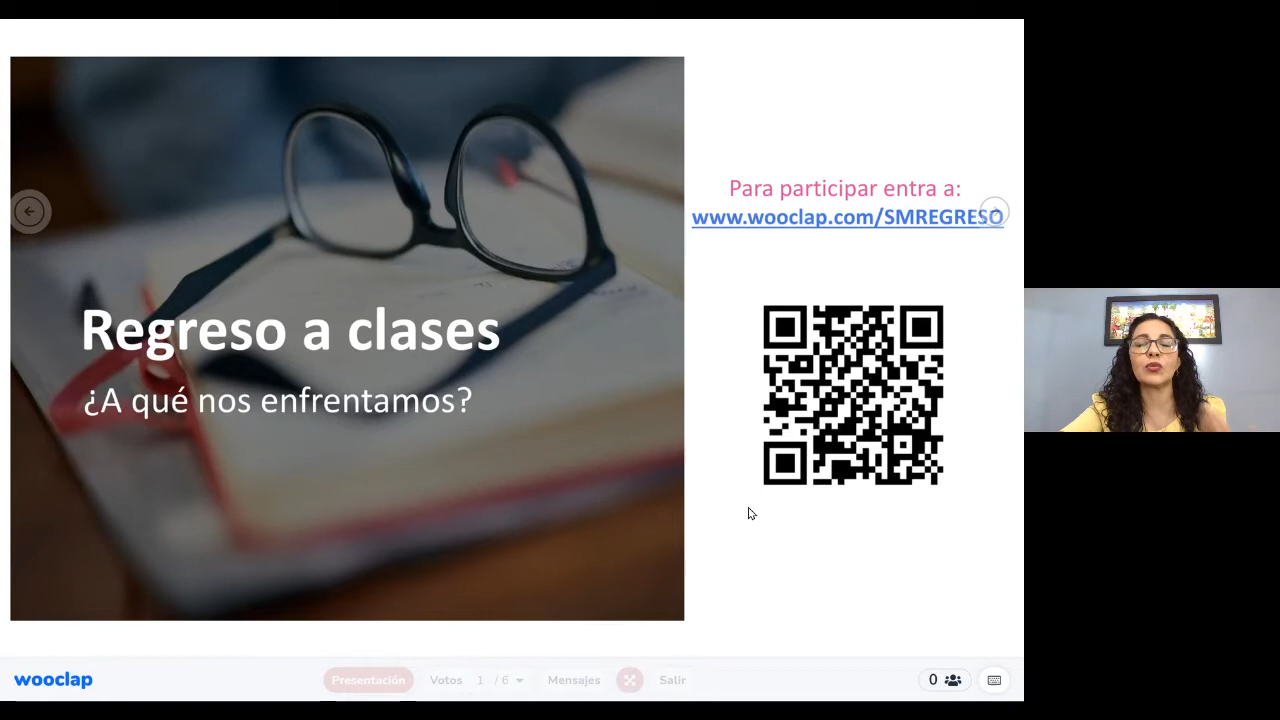 Para participar entra a:
www.wooclap.com/SMREGRESO
Regreso a clases
¿A qué nos enfrentamos?
wooclap
Presentación
Votos 1 / 6
Mensajes
Salir
0